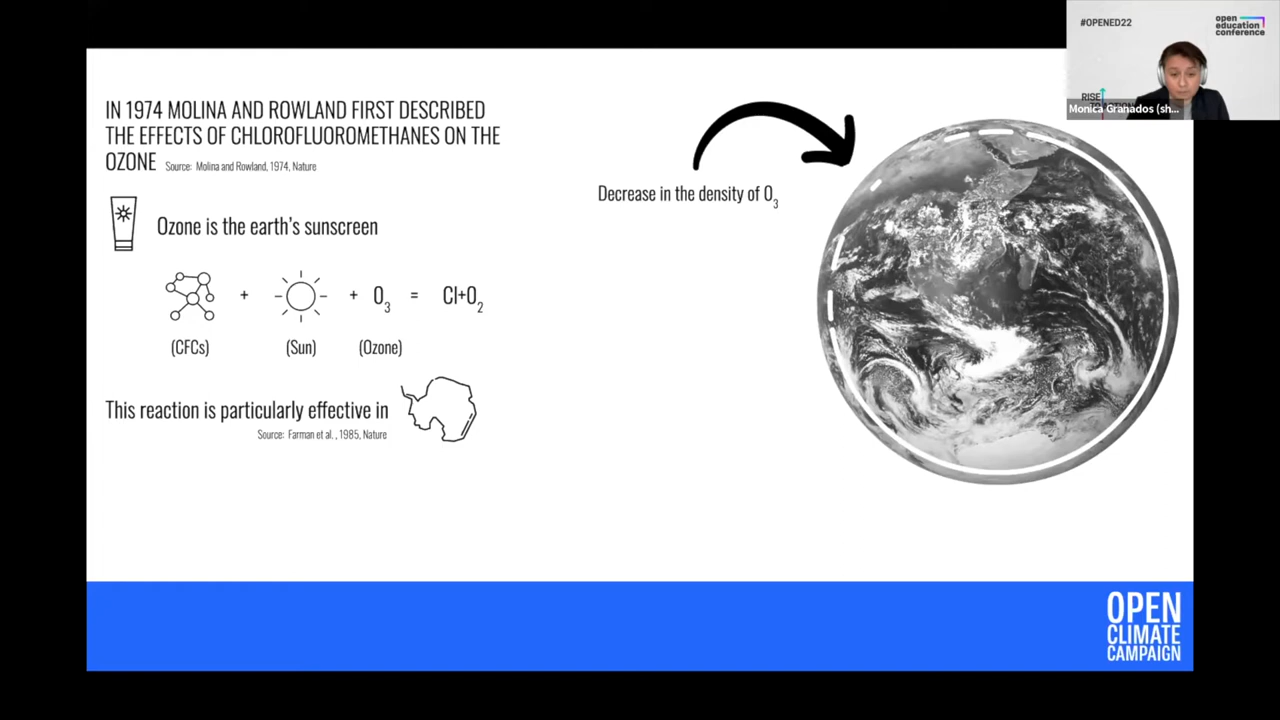 #OPENED22
open
education
conference
RISE
Monica Granados (sh...
IN 1974 MOLINA AND ROWLAND FIRST DESCRIBED
THE EFFECTS OF CHLOROFLUOROMETHANES ON THE
OZONE Source: Molina and Rowland, 1974, Nature
Decrease in the density of O3
Ozone is the earth's sunscreen
+ + O3 = Cl+O2
(CFCs) (Sun) (Ozone)
This reaction is particularly effective in
Source: Farman et al. , 1985, Nature
OPEN
CLIMATE
CAMPAIGN